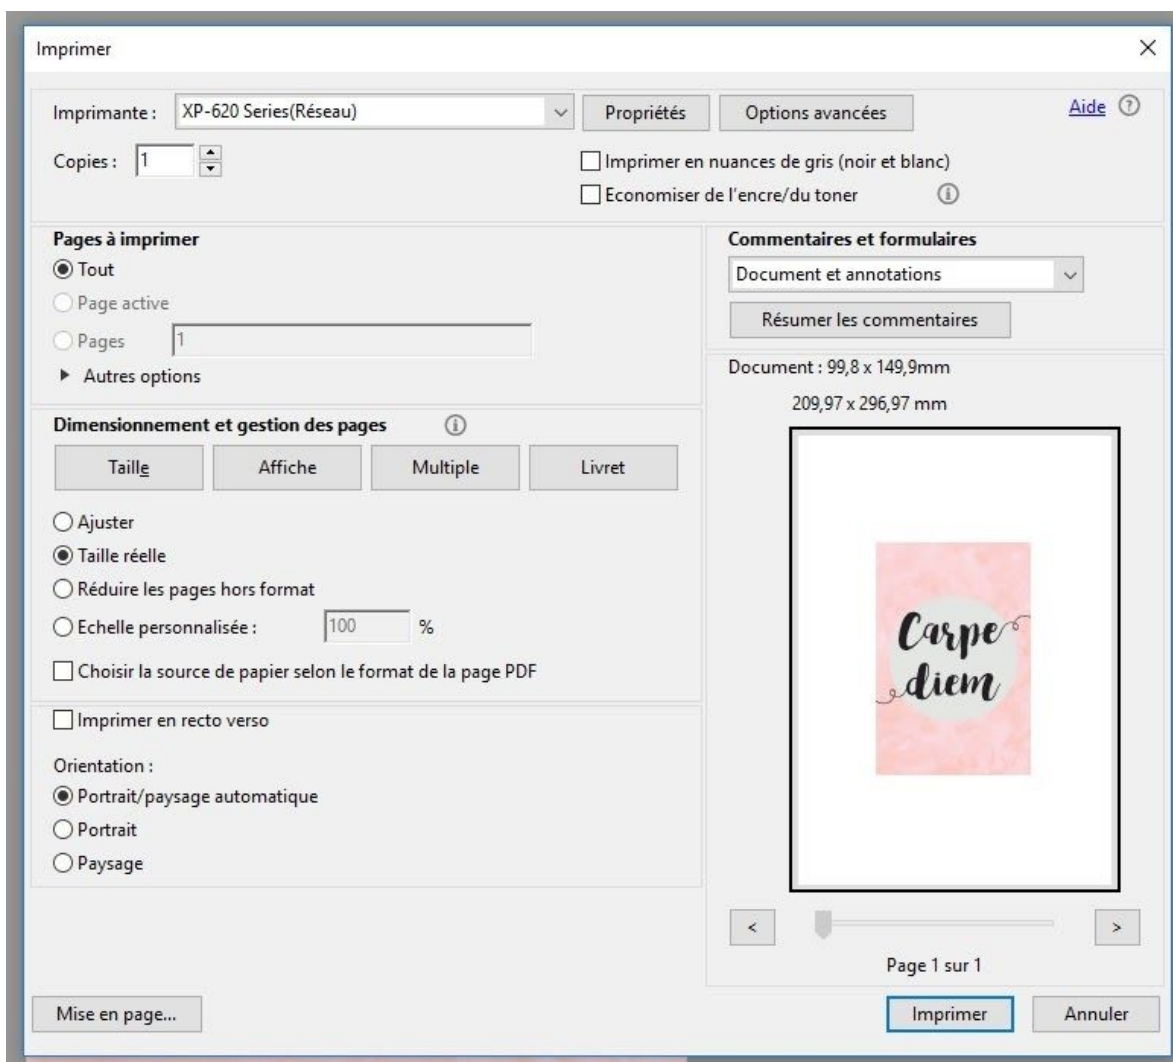 Imprimer
Imprimante : XP-620 Series(Réseau) Propriétés Options avancées Aide
Copies : 1
Imprimer en nuances de gris (noir et blanc)
Economiser de l'encre/du toner
Pages à imprimer
Tout
Page active
Pages 1
Autres options
Commentaires et formulaires
Document et annotations
Résumer les commentaires
Dimensionnement et gestion des pages
Taille Affiche Multiple Livret
Ajuster
Taille réelle
Réduire les pages hors format
Echelle personnalisée : 100 %
Choisir la source de papier selon le format de la page PDF
Imprimer en recto verso
Orientation :
Portrait/paysage automatique
Portrait
Paysage
Document : 99,8 x 149,9mm
209,97 x 296,97 mm
Carpe
diem
< >
Page 1 sur 1
Mise en page... Imprimer Annuler